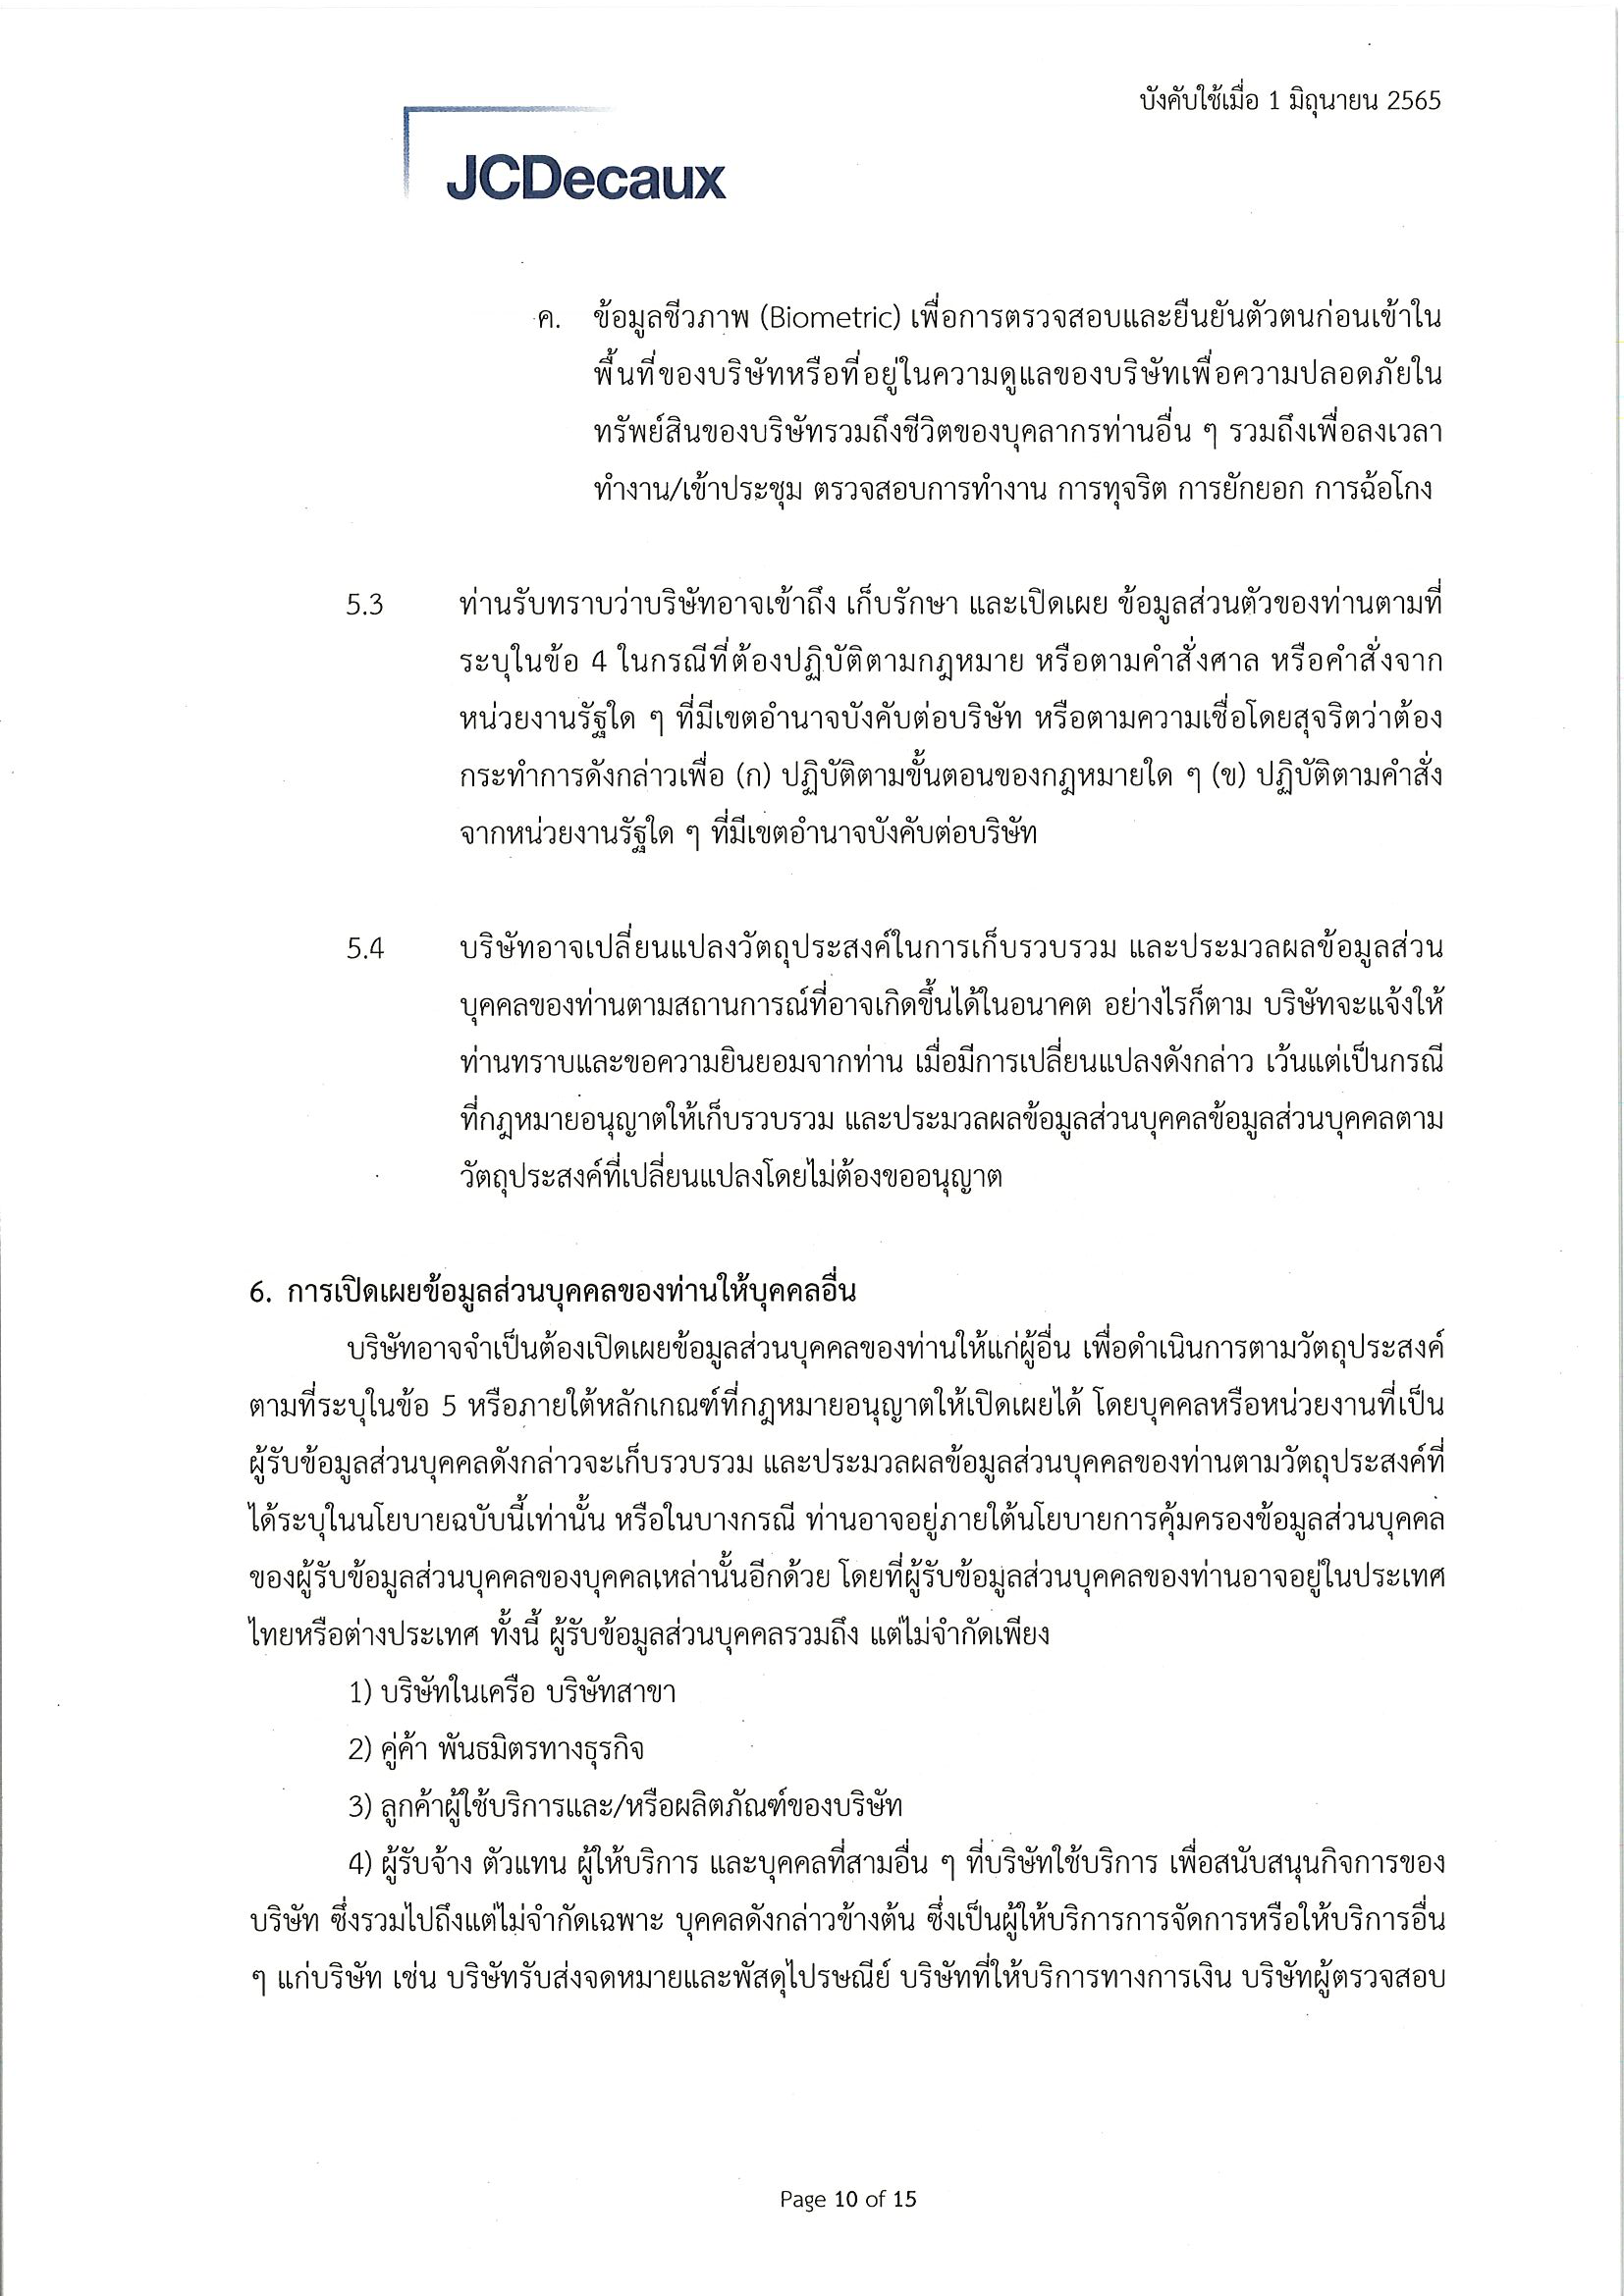 บังคับใช้เมื่อ 1 มิถุนายน 2565
JCDecaux
ค. ข้อมูลชีวภาพ (Biometric) เพื่อการตรวจสอบและยืนยันตัวตนก่อนเข้าใน
พื้นที่ของบริษัทหรือที่อยู่ในความดูแลของบริษัทเพื่อความปลอดภัยใน
ทรัพย์สินของบริษัทรวมถึงชีวิตของบุคลากรท่านอื่น ๆ รวมถึงเพื่อลงเวลา
ทำงาน/เข้าประชุม ตรวจสอบการทำงาน การทุจริต การยักยอก การฉ้อโกง
5.3 ท่านรับทราบว่าบริษัทอาจเข้าถึง เก็บรักษา และเปิดเผย ข้อมูลส่วนตัวของท่านตามที่
ระบุในข้อ 4 ในกรณีที่ต้องปฏิบัติตามกฎหมาย หรือตามคำสั่งศาล หรือคำสั่งจาก
หน่วยงานรัฐใด ๆ ที่มีเขตอำนาจบังคับต่อบริษัท หรือตามความเชื่อโดยสุจริตว่าต้อง
กระทำการดังกล่าวเพื่อ (ก) ปฏิบัติตามขั้นตอนของกฎหมายใด ๆ (ข) ปฏิบัติตามคำสั่ง
จากหน่วยงานรัฐใด ๆ ที่มีเขตอำนาจบังคับต่อบริษัท
5.4 บริษัทอาจเปลี่ยนแปลงวัตถุประสงค์ในการเก็บรวบรวม และประมวลผลข้อมูลส่วน
บุคคลของท่านตามสถานการณ์ที่อาจเกิดขึ้นได้ในอนาคต อย่างไรก็ตาม บริษัทจะแจ้งให้
ท่านทราบและขอความยินยอมจากท่าน เมื่อมีการเปลี่ยนแปลงดังกล่าว เว้นแต่เป็นกรณี
ที่กฎหมายอนุญาตให้เก็บรวบรวม และประมวลผลข้อมูลส่วนบุคคลข้อมูลส่วนบุคคลตาม
วัตถุประสงค์ที่เปลี่ยนแปลงโดยไม่ต้องขออนุญาต
6. การเปิดเผยข้อมูลส่วนบุคคลของท่านให้บุคคลอื่น
บริษัทอาจจำเป็นต้องเปิดเผยข้อมูลส่วนบุคคลของท่านให้แก่ผู้อื่น เพื่อดำเนินการตามวัตถุประสงค์
ตามที่ระบุในข้อ 5 หรือภายใต้หลักเกณฑ์ที่กฎหมายอนุญาตให้เปิดเผยได้ โดยบุคคลหรือหน่วยงานที่เป็น
ผู้รับข้อมูลส่วนบุคคลดังกล่าวจะเก็บรวบรวม และประมวลผลข้อมูลส่วนบุคคลของท่านตามวัตถุประสงค์ที่
ได้ระบุในนโยบายฉบับนี้เท่านั้น หรือในบางกรณี ท่านอาจอยู่ภายใต้นโยบายการคุ้มครองข้อมูลส่วนบุคคล
ของผู้รับข้อมูลส่วนบุคคลของบุคคลเหล่านั้นอีกด้วย โดยที่ผู้รับข้อมูลส่วนบุคคลของท่านอาจอยู่ในประเทศ
ไทยหรือต่างประเทศ ทั้งนี้ ผู้รับข้อมูลส่วนบุคคลรวมถึง แต่ไม่จำกัดเพียง
1) บริษัทในเครือ บริษัทสาขา
2) คู่ค้า พันธมิตรทางธุรกิจ
3) ลูกค้าผู้ใช้บริการและ/หรือผลิตภัณฑ์ของบริษัท
4) ผู้รับจ้าง ตัวแทน ผู้ให้บริการ และบุคคลที่สามอื่น ๆ ที่บริษัทใช้บริการ เพื่อสนับสนุนกิจการของ
บริษัท ซึ่งรวมไปถึงแต่ไม่จำกัดเฉพาะ บุคคลดังกล่าวข้างต้น ซึ่งเป็นผู้ให้บริการการจัดการหรือให้บริการอื่น
ๆ แก่บริษัท เช่น บริษัทรับส่งจดหมายและพัสดุไปรษณีย์ บริษัทที่ให้บริการทางการเงิน บริษัทผู้ตรวจสอบ
Page 10 of 15